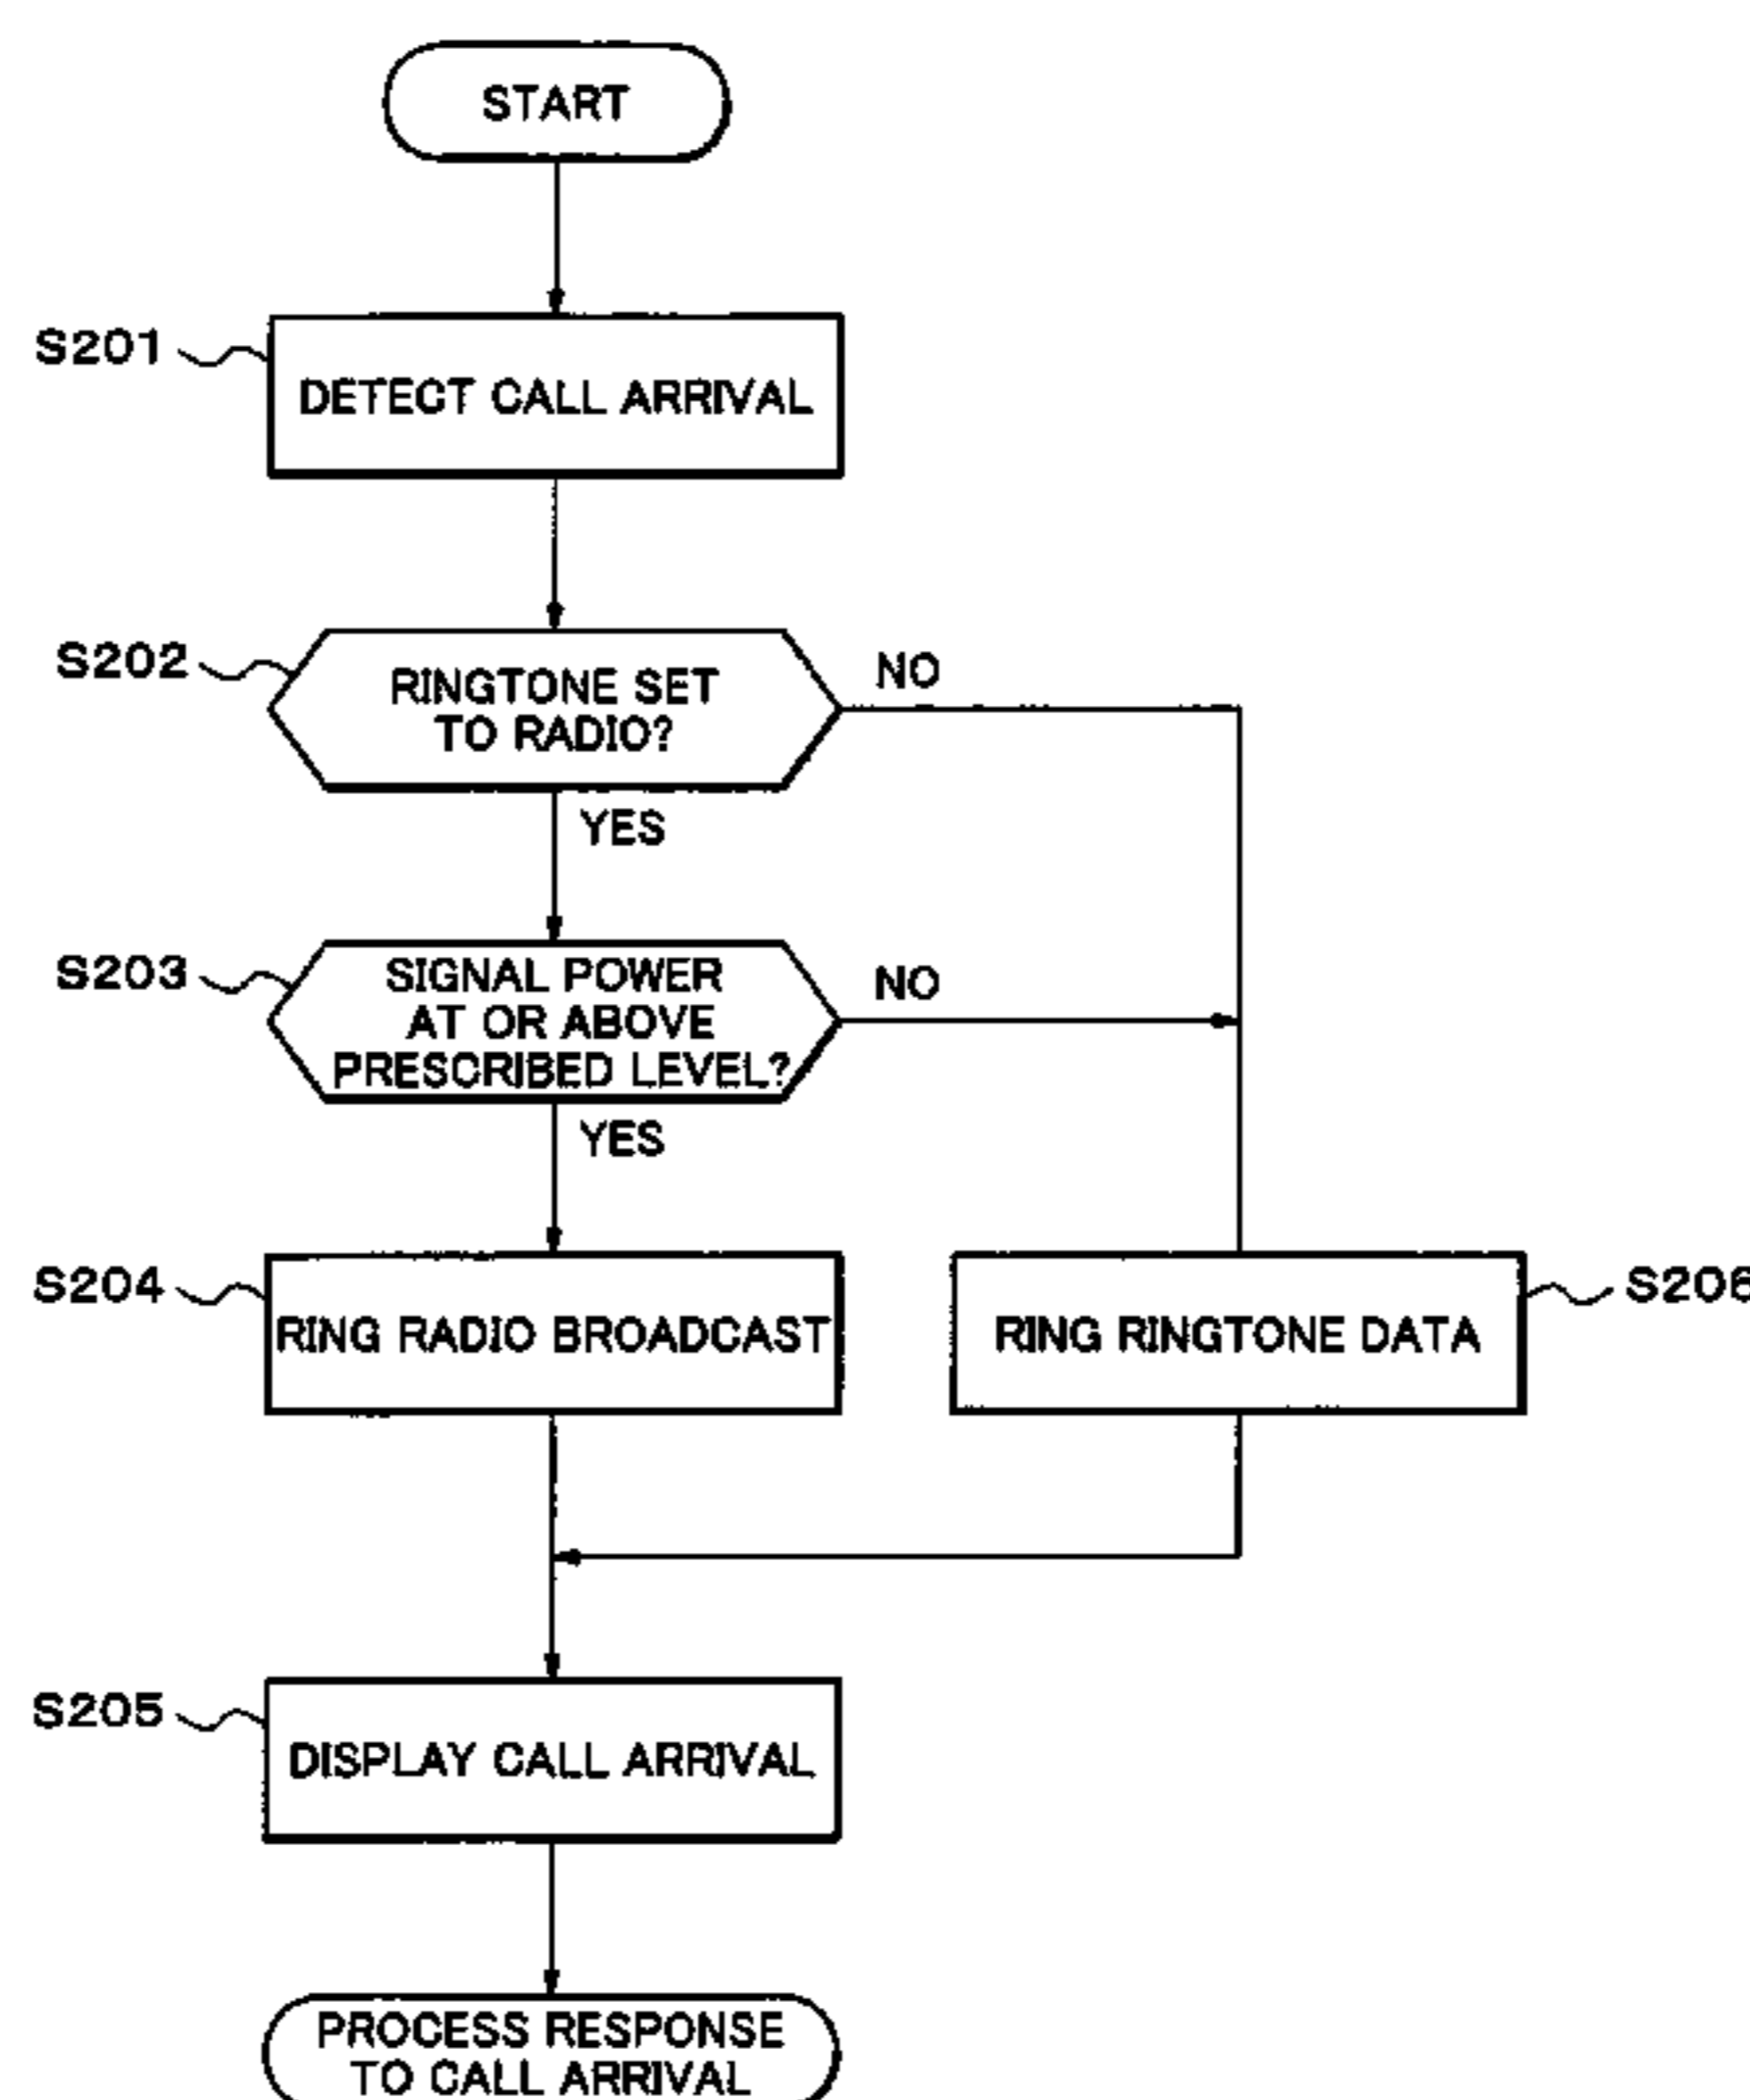 START
S201
DETECT CALL ARRIVAL
S202
RINGTONE SET
TO RADIO?
NO
YES
S203
SIGNAL POWER
AT OR ABOVE
PRESCRIBED LEVEL?
NO
YES
S204
RING RADIO BROADCAST
RING RINGTONE DATA
S206
S205
DISPLAY CALL ARRIVAL
PROCESS RESPONSE
TO CALL ARRIVAL